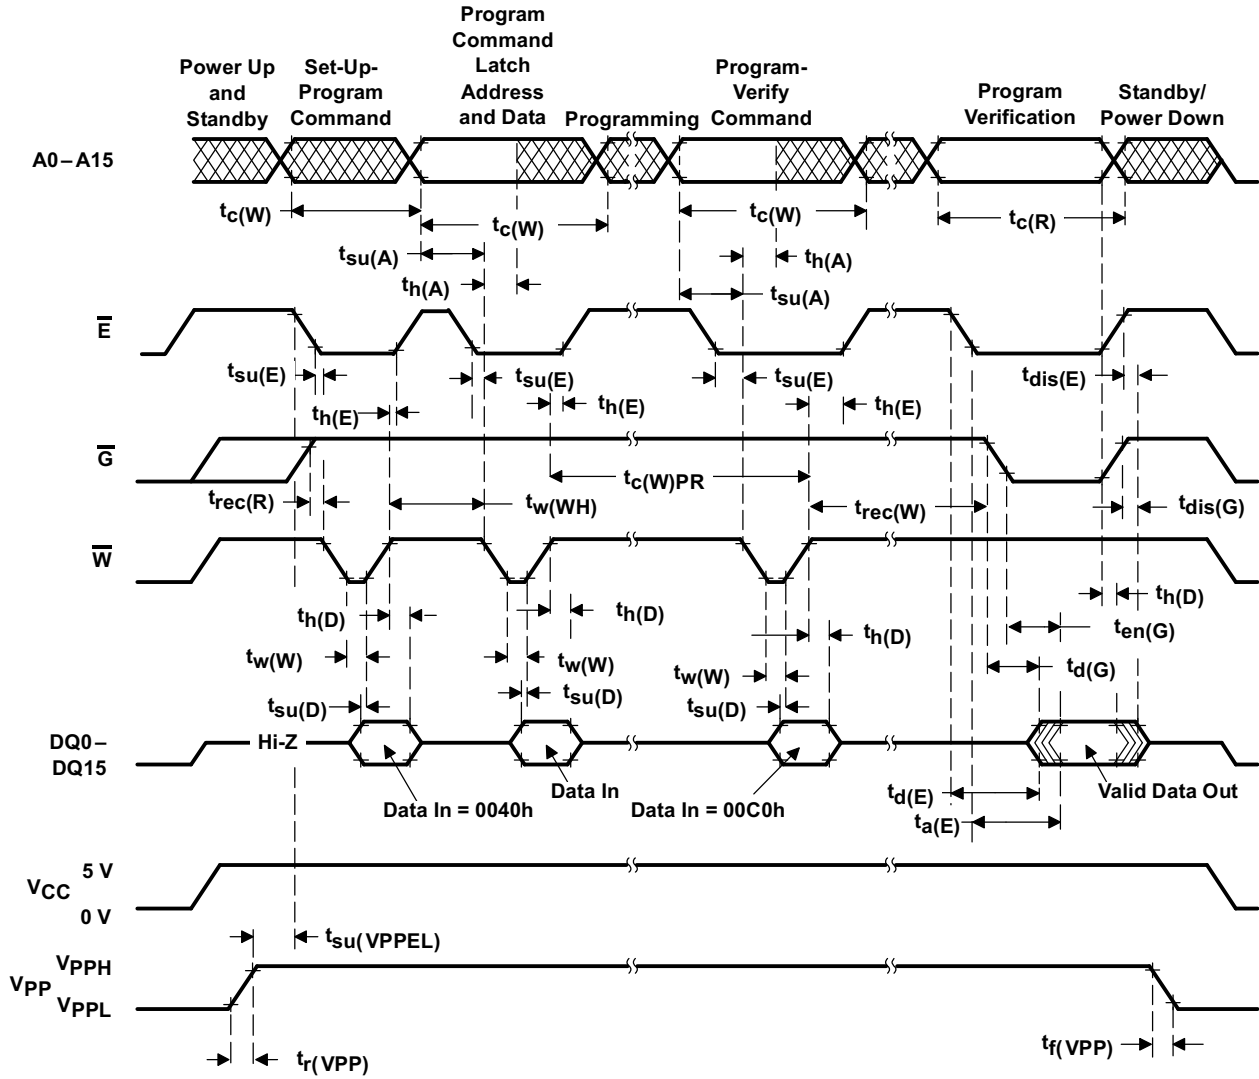 Power Up
and
Standby
Set-Up-
Program
Command
Program
Command
Latch
Address
and Data
Programming
Program-
Verify
Command
Program
Verification
Standby/
Power Down
A0–A15
tc(W)
tc(W)
tc(W)
tc(R)
tsu(A)
th(A)
th(A)
tsu(A)
E
tsu(E)
tsu(E)
tsu(E)
tdis(E)
th(E)
th(E)
th(E)
G
tc(W)PR
trec(R)
tw(WH)
trec(W)
tdis(G)
W
th(D)
th(D)
th(D)
th(D)
ten(G)
tw(W)
tw(W)
tw(W)
td(G)
tsu(D)
tsu(D)
tsu(D)
DQ0–
DQ15
Hi-Z
Data In = 0040h
Data In
Data In = 00C0h
Valid Data Out
td(E)
ta(E)
5 V
VCC
0 V
tsu(VPPEL)
VPPH
VPP
VPPL
tr(VPP)
tf(VPP)